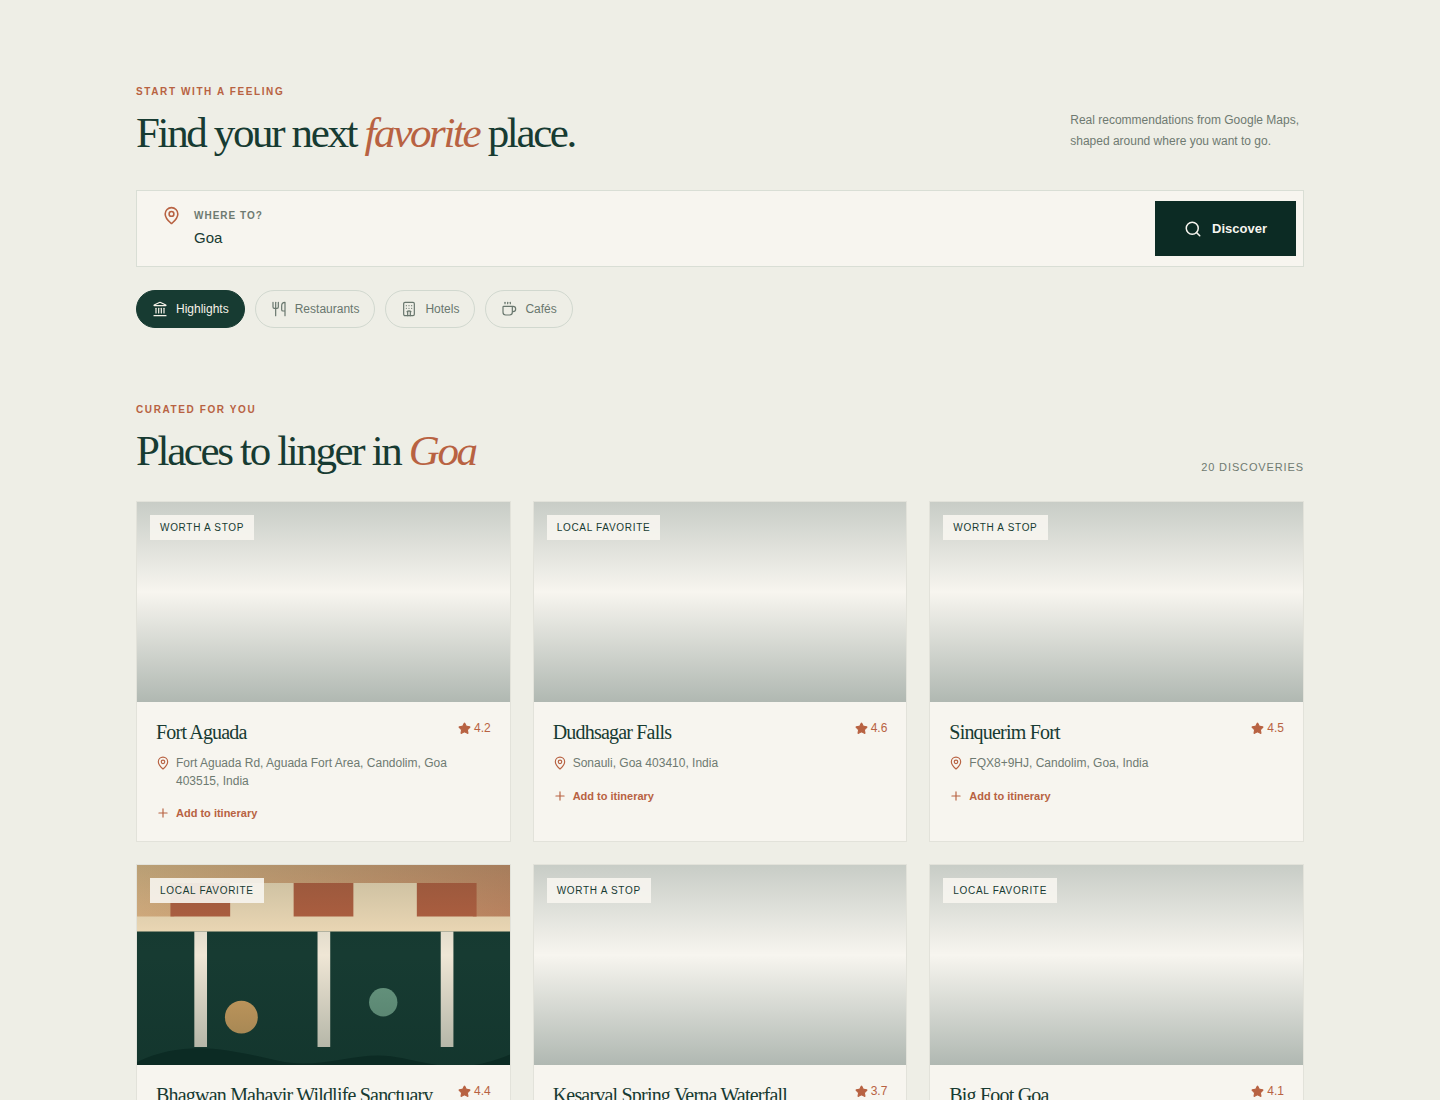 START WITH A FEELING
Find your next favorite place.
Real recommendations from Google Maps,
shaped around where you want to go.
WHERE TO?
Goa
Discover
Highlights
Restaurants
Hotels
Cafés
CURATED FOR YOU
Places to linger in Goa
20 DISCOVERIES
WORTH A STOP
LOCAL FAVORITE
WORTH A STOP
Fort Aguada
4.2
Fort Aguada Rd, Aguada Fort Area, Candolim, Goa
403515, India
Add to itinerary
Dudhsagar Falls
4.6
Sonauli, Goa 403410, India
Add to itinerary
Sinquerim Fort
4.5
FQX8+9HJ, Candolim, Goa, India
Add to itinerary
LOCAL FAVORITE
WORTH A STOP
LOCAL FAVORITE
Bhagwan Mahavir Wildlife Sanctuary
4.4
Kesarval Spring Verna Waterfall
3.7
Big Foot Goa
4.1